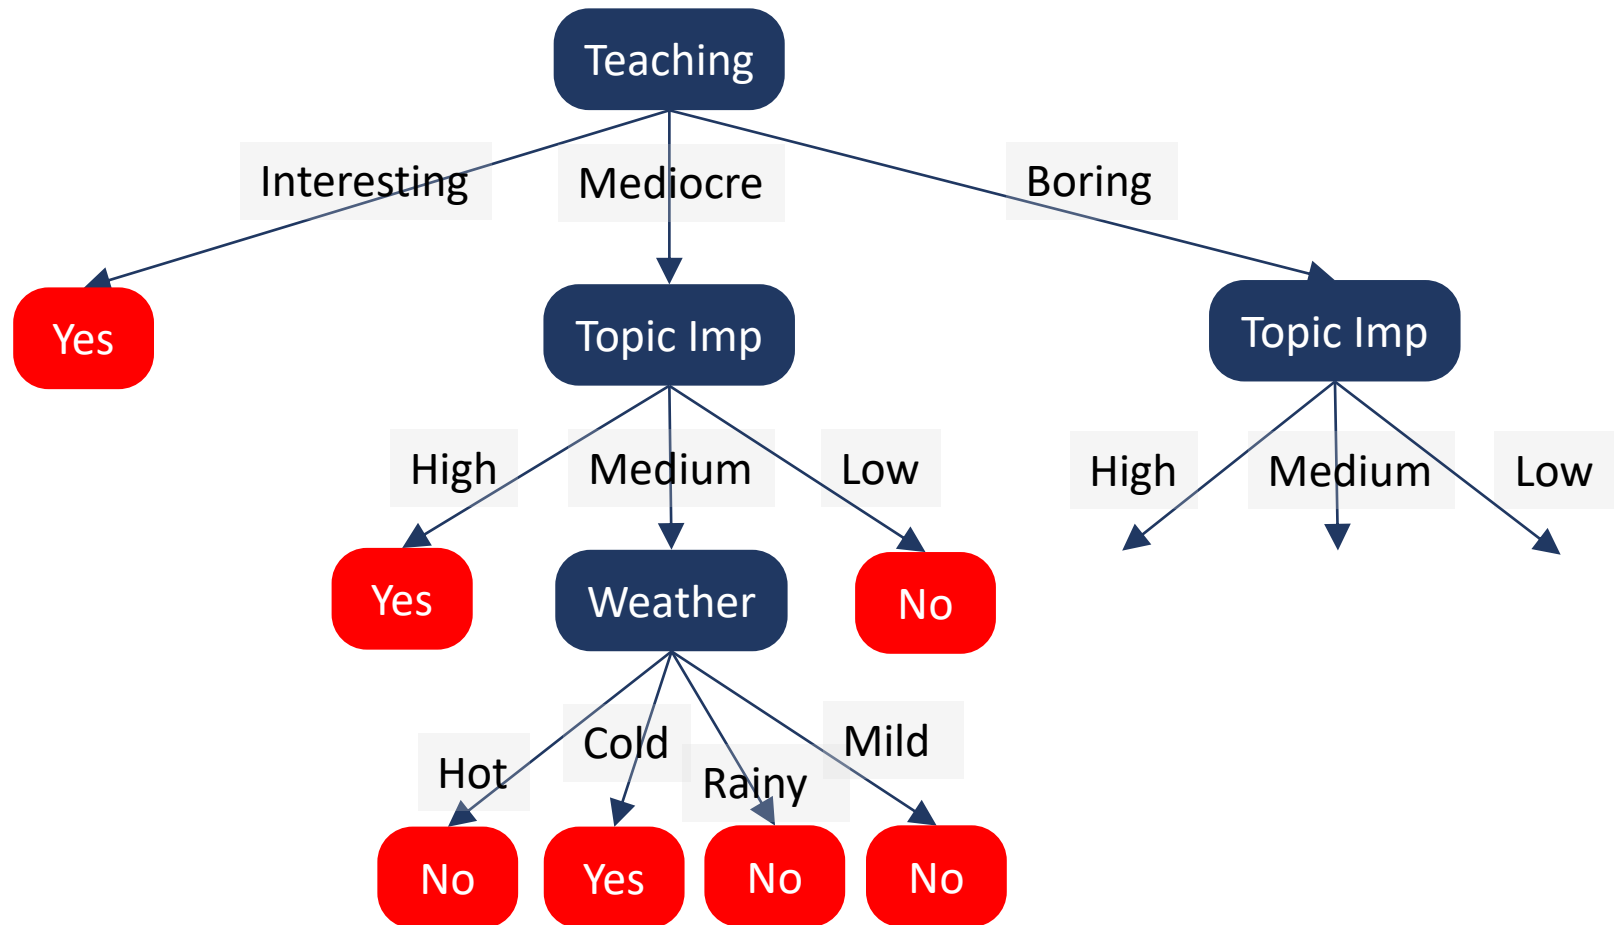 Teaching
Interesting
Mediocre
Boring
Yes
Topic Imp
Topic Imp
High
Medium
Low
High
Medium
Low
Yes
Weather
No
Hot
Cold
Rainy
Mild
No
Yes
No
No